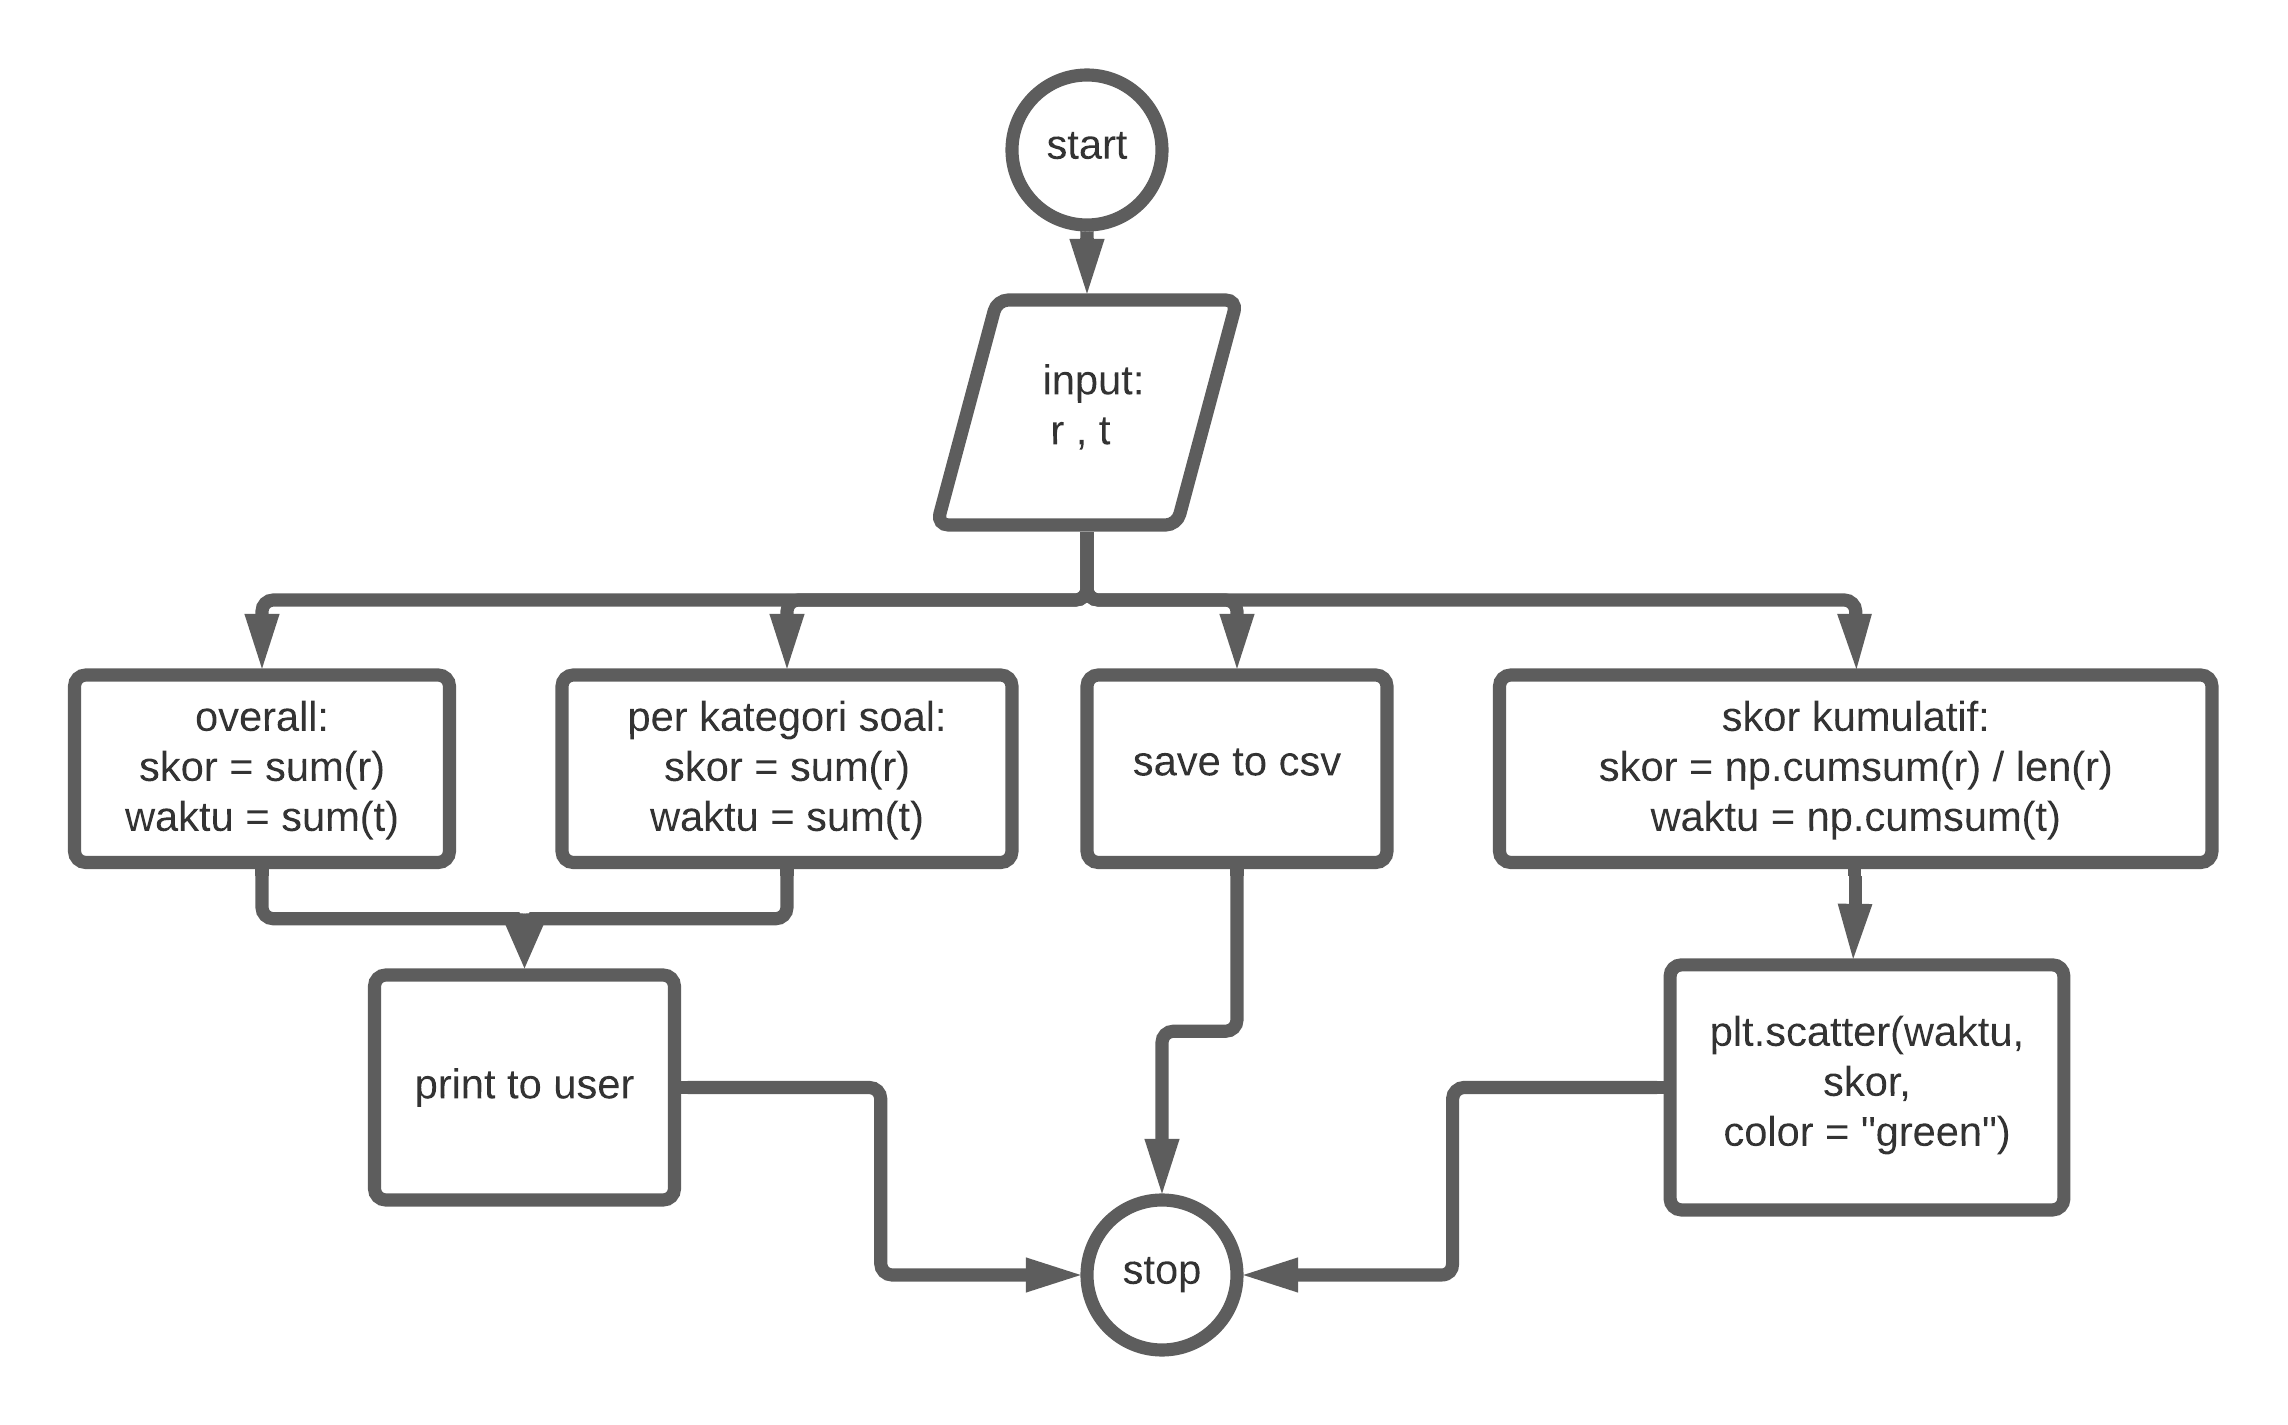 start
input:
r , t
overall:
skor = sum(r)
waktu = sum(t)
per kategori soal:
skor = sum(r)
waktu = sum(t)
save to csv
skor kumulatif:
skor = np.cumsum(r) / len(r)
waktu = np.cumsum(t)
print to user
plt.scatter(waktu,
skor,
color = "green")
stop